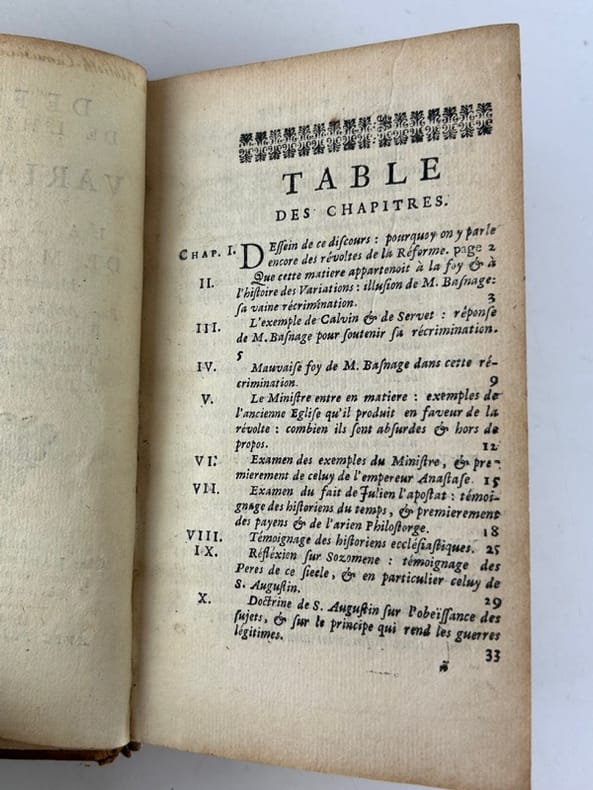 TABLE
DES CHAPITRES.
CHAP. I. DEſſein de ce diſcours : pourquoy on y parle
encore des révoltes de la Réforme. page 2
II. Que cette matiere appartenoit à la foy & à
l'hiſtoire des Variations : illuſion de M. Baſnage:
ſa vaine récrimination. 3
III. L'exemple de Calvin & de Servet : réponſe
de M. Baſnage pour ſoutenir ſa récrimination.
5
IV. Mauvaiſe foy de M. Baſnage dans cette ré-
crimination. 9
V. Le Miniſtre entre en matiere : exemples de
l'ancienne Egliſe qu'il produit en faveur de la
révolte : combien ils ſont abſurdes & hors de
propos. 12
VI. Examen des exemples du Miniſtre, & pre-
mierement de celuy de l'empereur Anaſtaſe. 15
VII. Examen du fait de Julien l'apoſtat : témoi-
gnage des hiſtoriens du temps, & premierement
des payens & de l'arien Philoſtorge. 18
VIII. Témoignage des hiſtoriens eccléſiaſtiques. 25
IX. Réfléxion ſur Sozomene : témoignage des
Peres de ce ſiecle, & en particulier celuy de
S. Auguſtin. 29
X. Doctrine de S. Auguſtin ſur l'obeïſſance des
ſujets, & ſur le principe qui rend les guerres
légitimes. 33
ã